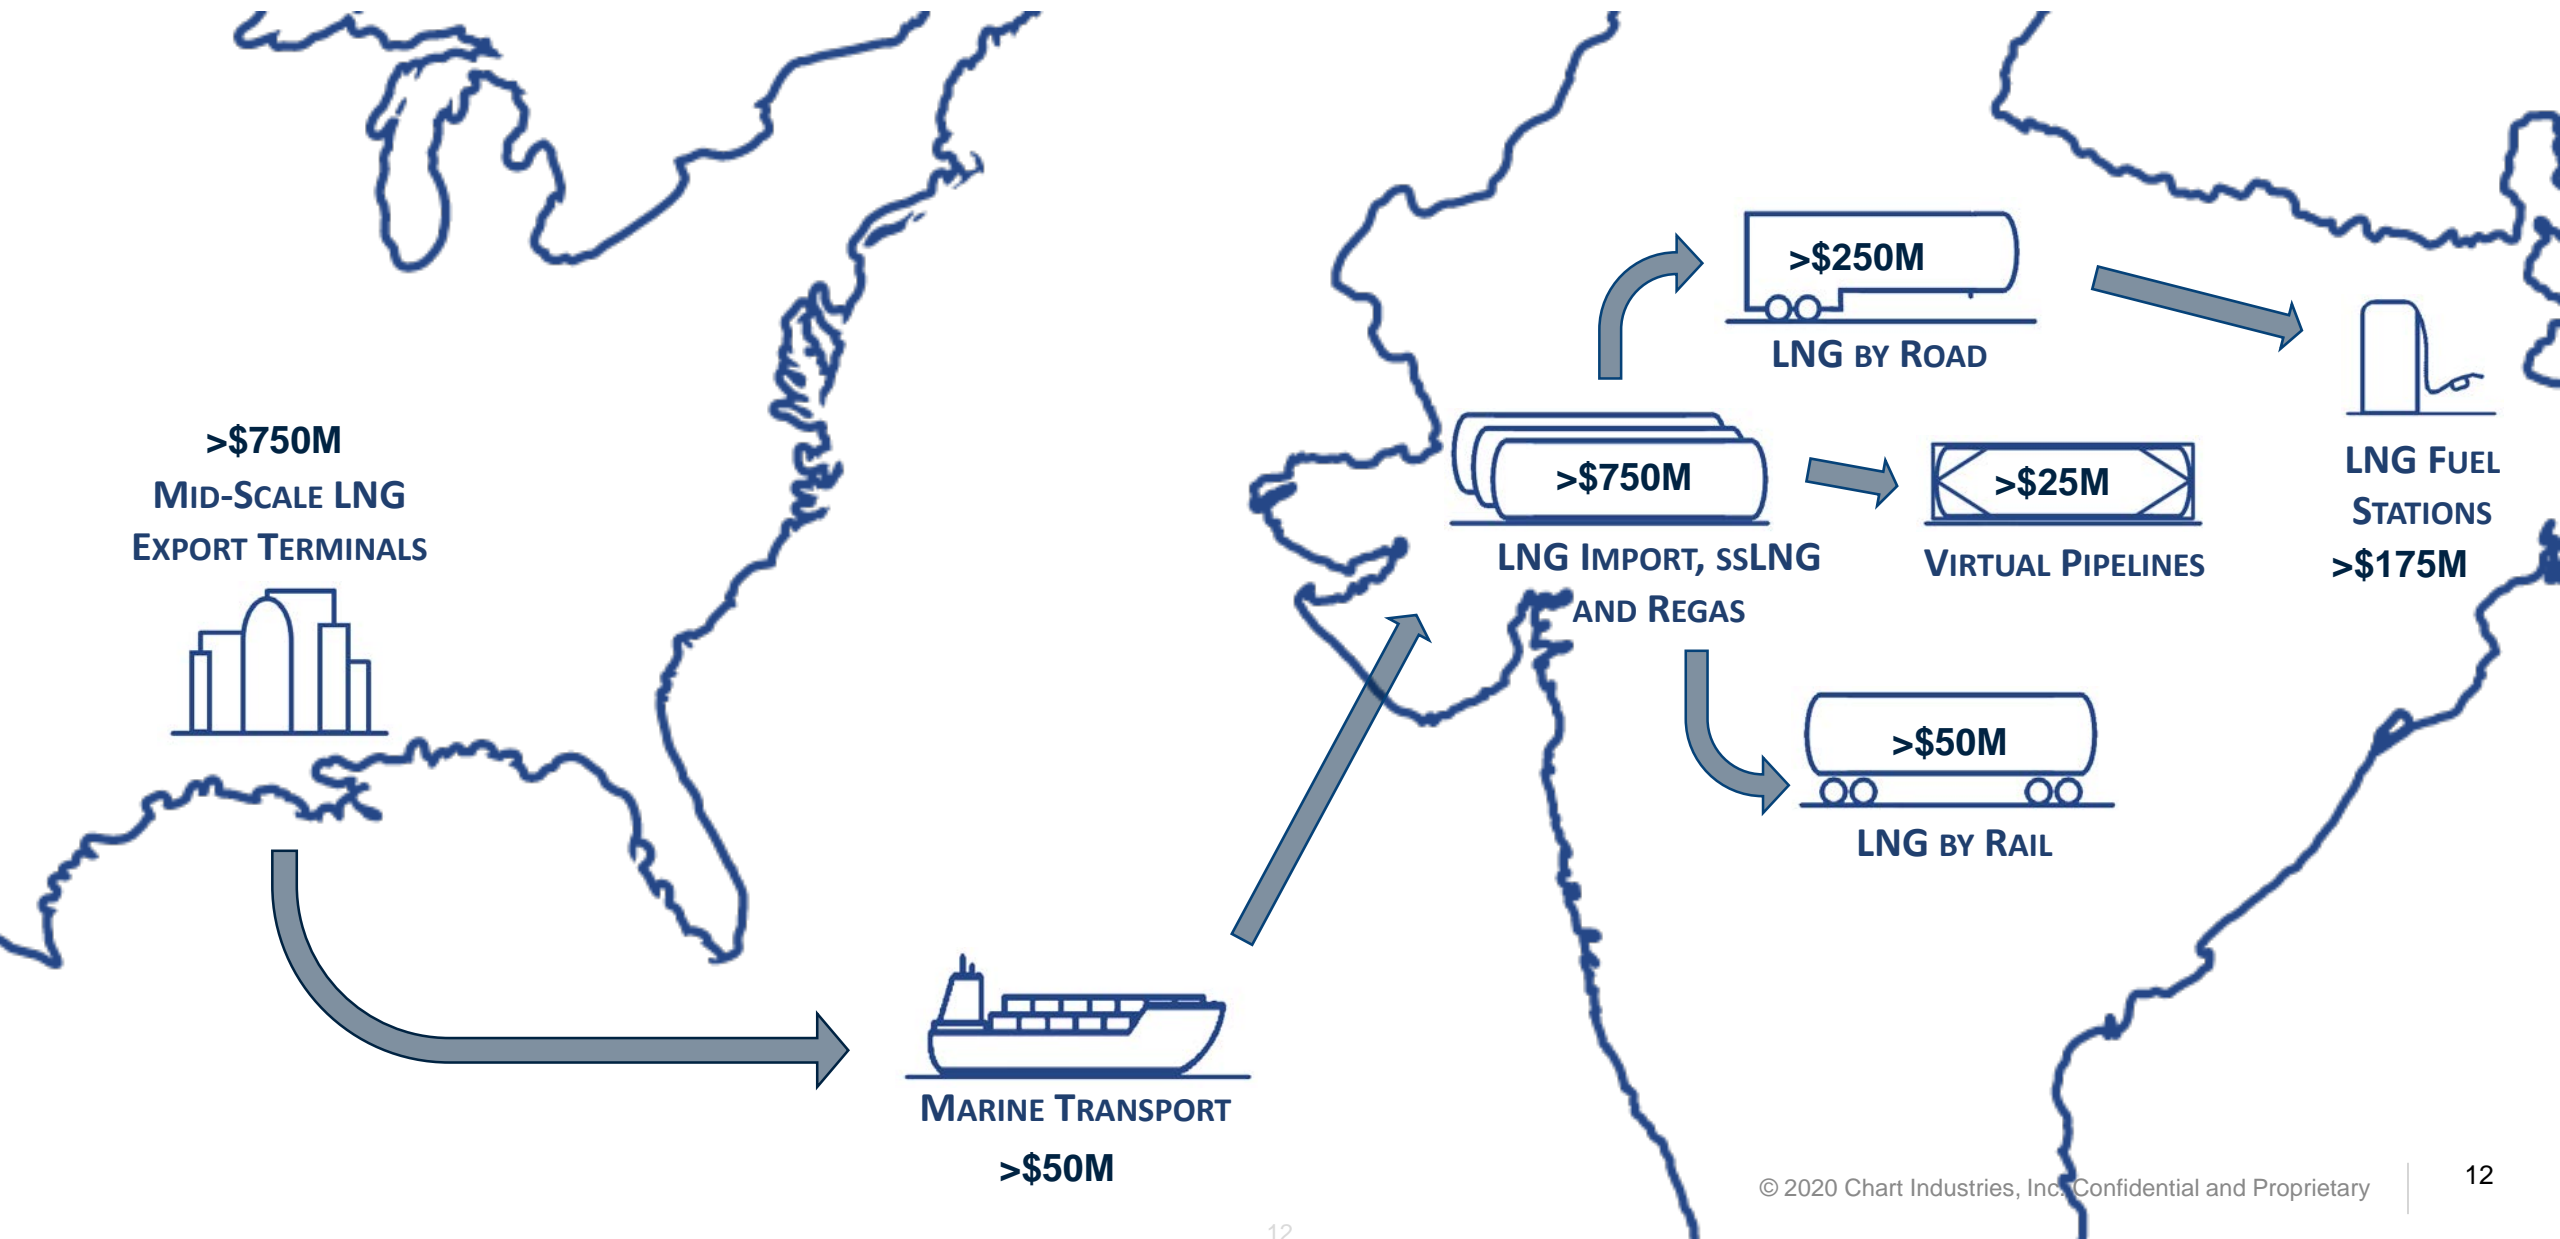 >$750M
MID-SCALE LNG
EXPORT TERMINALS
MARINE TRANSPORT
>$50M
>$750M
LNG IMPORT, SSLNG
AND REGAS
>$250M
LNG BY ROAD
>$25M
VIRTUAL PIPELINES
>$50M
LNG BY RAIL
LNG FUEL
STATIONS
>$175M
© 2020 Chart Industries, Inc. Confidential and Proprietary
12
12